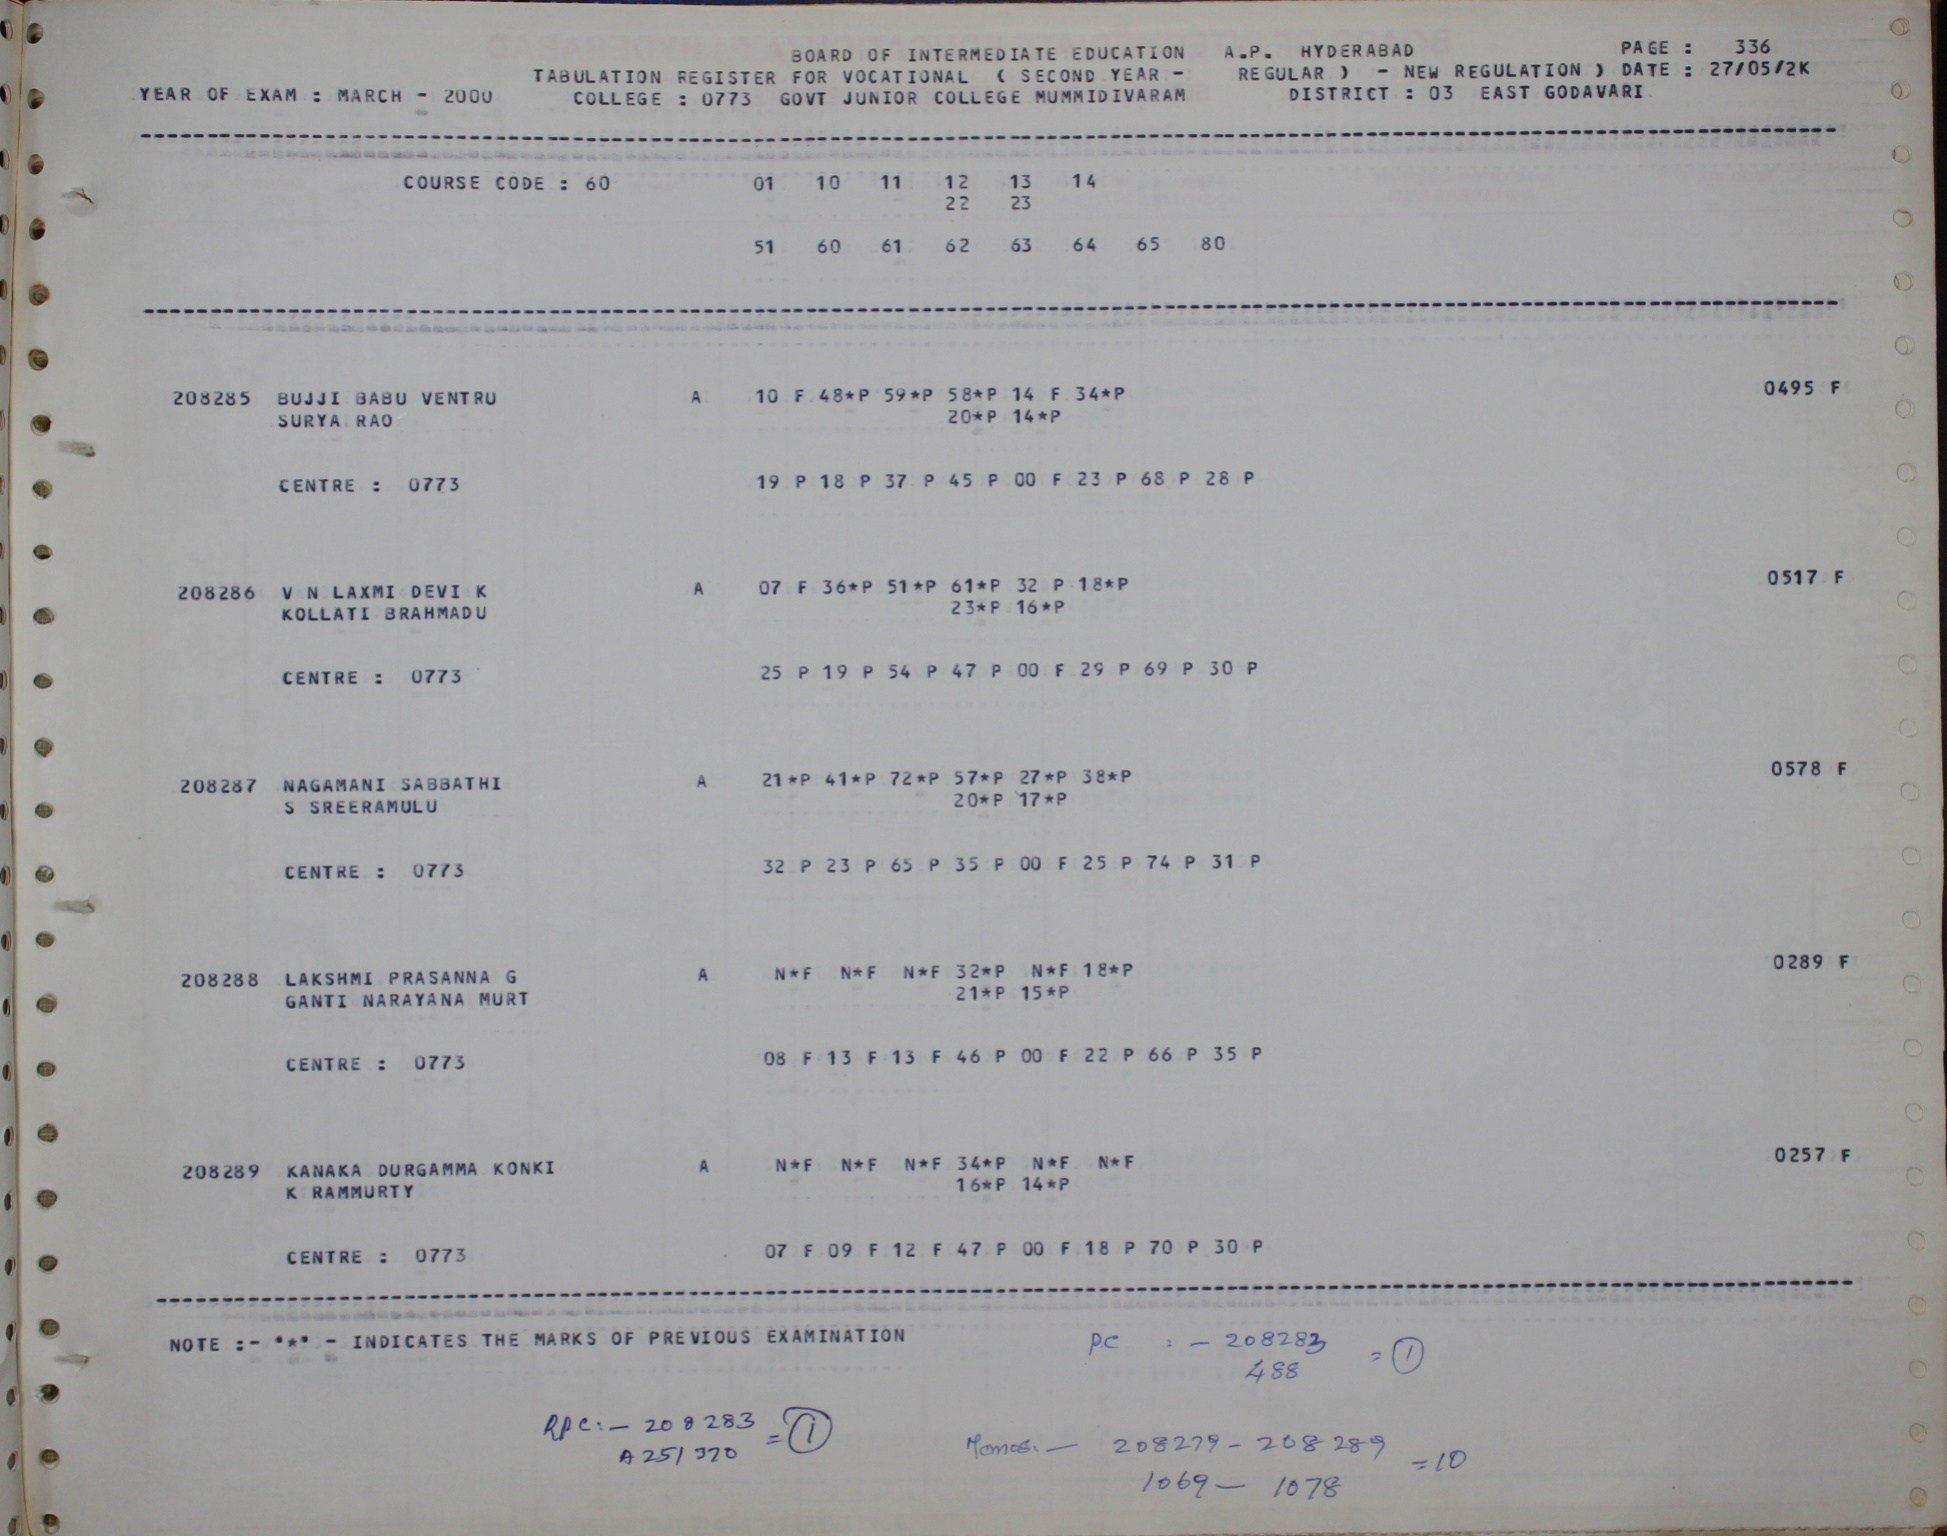 BOARD OF INTERMEDIATE EDUCATION A.P. HYDERABAD PAGE : 336
TABULATION REGISTER FOR VOCATIONAL ( SECOND YEAR - REGULAR ) - NEW REGULATION ) DATE : 27/05/2K
YEAR OF EXAM : MARCH - 2000 COLLEGE : 0773 GOVT JUNIOR COLLEGE MUMMIDIVARAM DISTRICT : 03 EAST GODAVARI
COURSE CODE : 60 01 10 11 12 13 14
22 23
51 60 61 62 63 64 65 80
208285 BUJJI BABU VENTRU A 10 F 48*P 59*P 58*P 14 F 34*P 0495 F
SURYA RAO 20*P 14*P
CENTRE : 0773 19 P 18 P 37 P 45 P 00 F 23 P 68 P 28 P
208286 V N LAXMI DEVI K A 07 F 36*P 51*P 61*P 32 P 18*P 0517 F
KOLLATI BRAHMADU 23*P 16*P
CENTRE : 0773 25 P 19 P 54 P 47 P 00 F 29 P 69 P 30 P
208287 NAGAMANI SABBATHI A 21*P 41*P 72*P 57*P 27*P 38*P 0578 F
S SREERAMULU 20*P 17*P
CENTRE : 0773 32 P 23 P 65 P 35 P 00 F 25 P 74 P 31 P
208288 LAKSHMI PRASANNA G A N*F N*F N*F 32*P N*F 18*P 0289 F
GANTI NARAYANA MURT 21*P 15*P
CENTRE : 0773 08 F 13 F 13 F 46 P 00 F 22 P 66 P 35 P
208289 KANAKA DURGAMMA KONKI A N*F N*F N*F 34*P N*F N*F 0257 F
K RAMMURTY 16*P 14*P
CENTRE : 0773 07 F 09 F 12 F 47 P 00 F 18 P 70 P 30 P
NOTE :- '*' - INDICATES THE MARKS OF PREVIOUS EXAMINATION
PC : - 208283 = 1
488
RPC :- 208283 = 1
A 251370
Memos. - 208279 - 208289 = 10
1069 - 1078